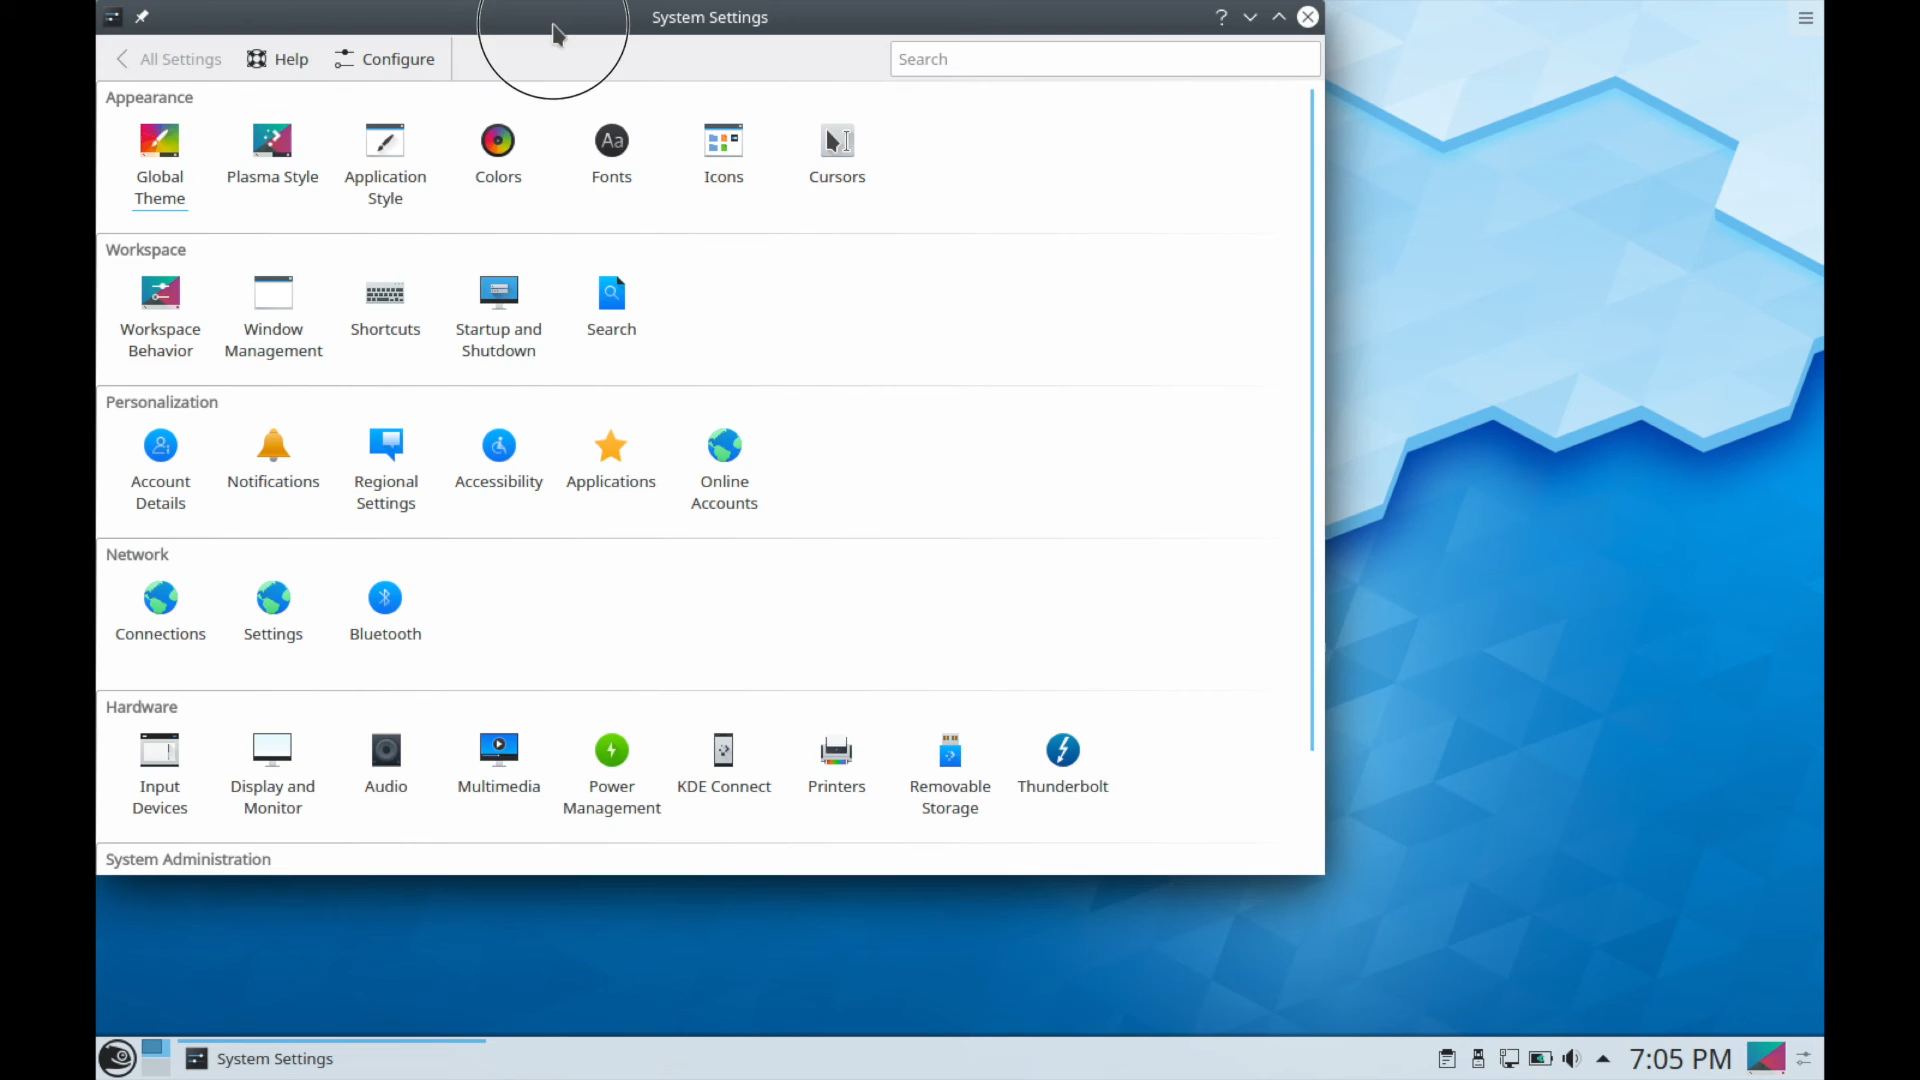 System Settings
?
All Settings Help Configure Search
Appearance
Aa
Global Theme
Plasma Style
Application Style
Colors
Fonts
Icons
Cursors
Workspace
Workspace Behavior
Window Management
Shortcuts
Startup and Shutdown
Search
Personalization
Account Details
Notifications
Regional Settings
Accessibility
Applications
Online Accounts
Network
Connections
Settings
Bluetooth
Hardware
Input Devices
Display and Monitor
Audio
Multimedia
Power Management
KDE Connect
Printers
Removable Storage
Thunderbolt
System Administration
System Settings
7:05 PM